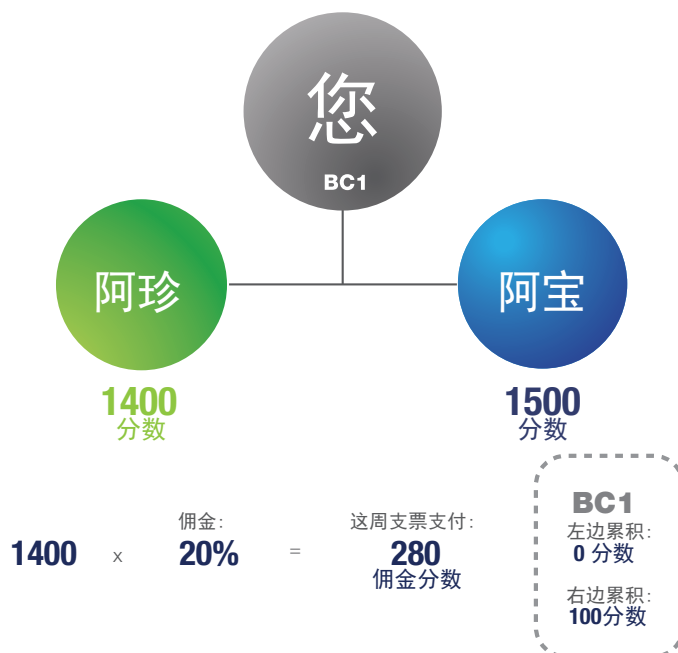 您
BC1
阿珍
阿宝
1400
分数
1500
分数
1400 x 佣金: 20% = 这周支票支付: 280
佣金分数
BC1
左边累积:
0 分数
右边累积:
100分数